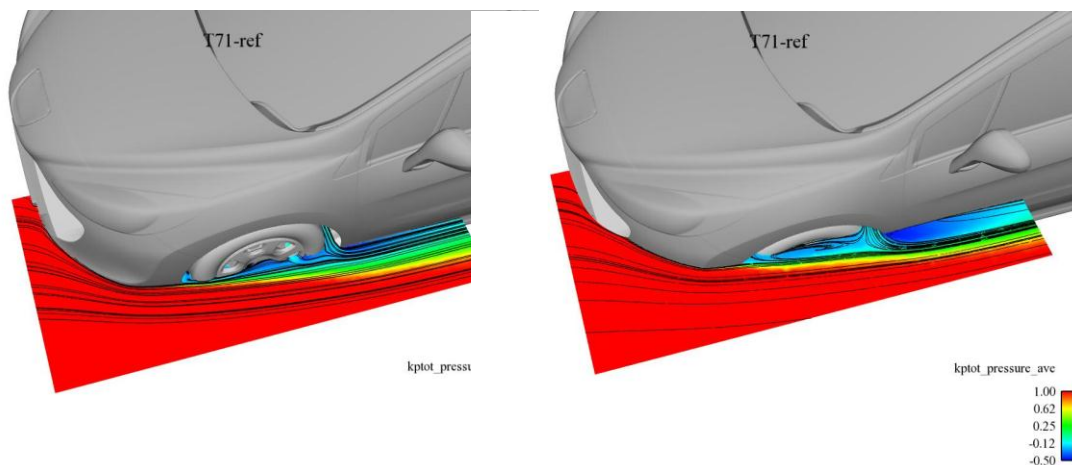 T71-ref
T71-ref
kptot_pressu
kptot_pressure_ave
1.00
0.62
0.25
-0.12
-0.50